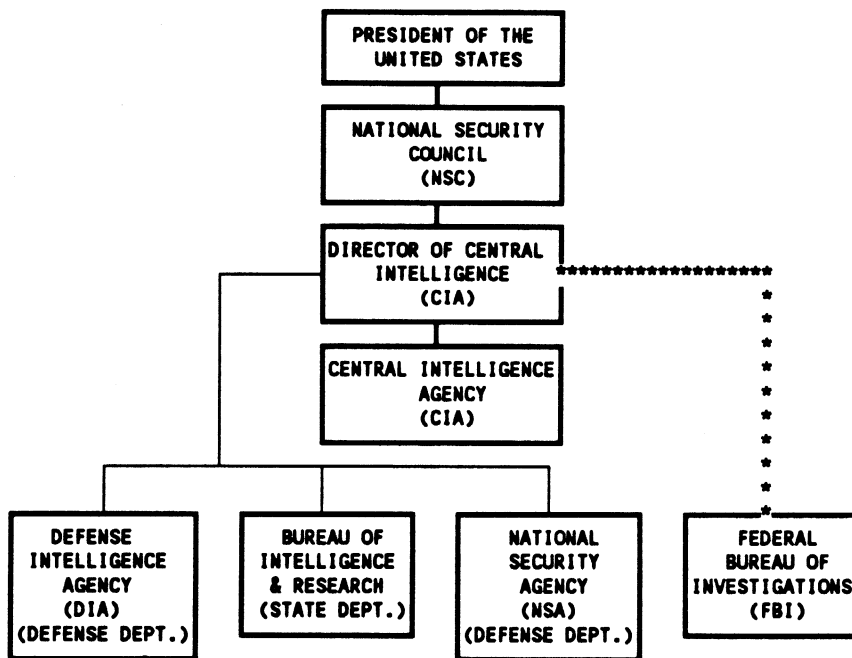 PRESIDENT OF THE
UNITED STATES
NATIONAL SECURITY
COUNCIL
(NSC)
DIRECTOR OF CENTRAL
INTELLIGENCE
(CIA)
CENTRAL INTELLIGENCE
AGENCY
(CIA)
DEFENSE
INTELLIGENCE
AGENCY
(DIA)
(DEFENSE DEPT.)
BUREAU OF
INTELLIGENCE
& RESEARCH
(STATE DEPT.)
NATIONAL
SECURITY
AGENCY
(NSA)
(DEFENSE DEPT.)
FEDERAL
BUREAU OF
INVESTIGATIONS
(FBI)